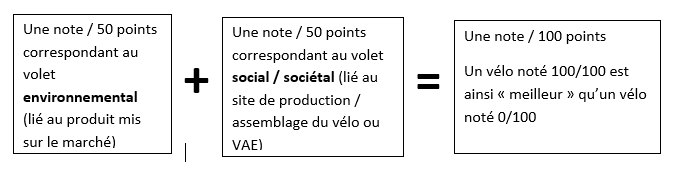 Une note / 50 points
correspondant au
volet
environnemental
(lié au produit mis
sur le marché)
+
Une note / 50 points
correspondant au volet
social / sociétal (lié au
site de production /
assemblage du vélo ou
VAE)
=
Une note / 100 points
Un vélo noté 100/100 est
ainsi « meilleur » qu'un vélo
noté 0/100